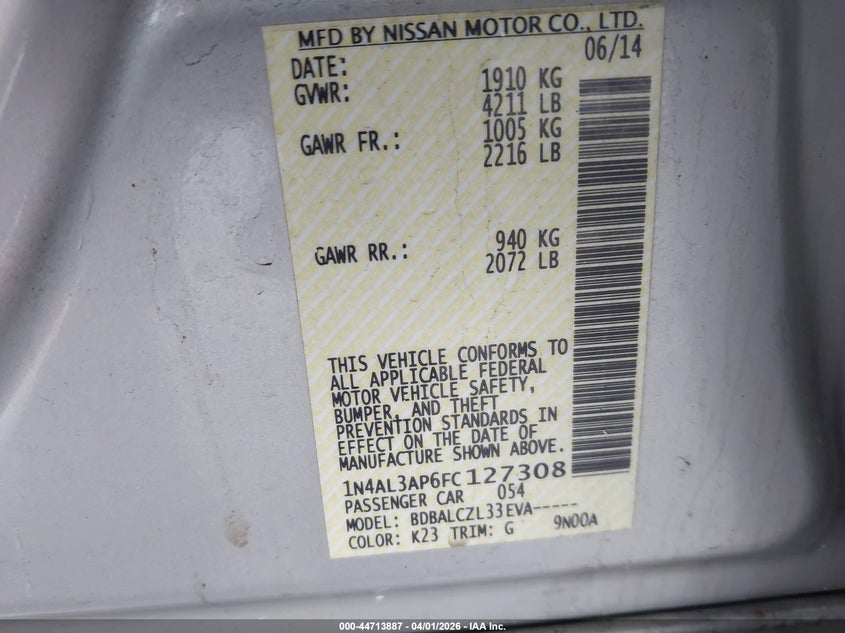 MFD BY NISSAN MOTOR CO., LTD.
DATE: 06/14
GVWR: 1910 KG
4211 LB
GAWR FR.: 1005 KG
2216 LB
GAWR RR.: 940 KG
2072 LB
THIS VEHICLE CONFORMS TO
ALL APPLICABLE FEDERAL
MOTOR VEHICLE SAFETY,
BUMPER, AND THEFT
PREVENTION STANDARDS IN
EFFECT ON THE DATE OF
MANUFACTURE SHOWN ABOVE.
1N4AL3AP6FC127308
PASSENGER CAR 054
MODEL: BDBALCZL33EVA-----
COLOR: K23 TRIM: G 9N00A
000-44713887 - 04/01/2026 - IAA Inc.